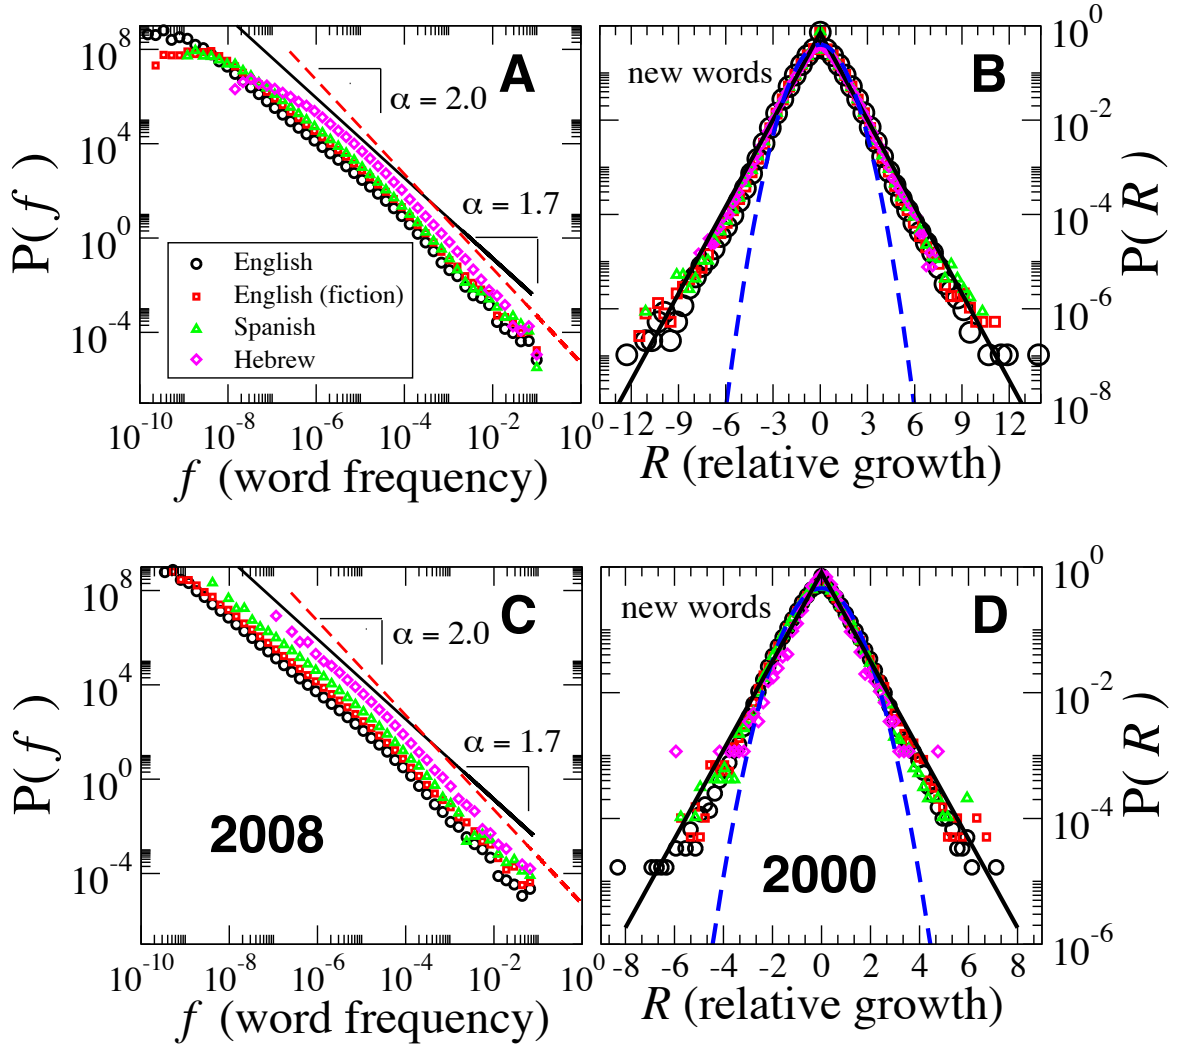 A
P(f)
10^8
10^4
10^0
10^-4
α = 2.0
α = 1.7
English
English (fiction)
Spanish
Hebrew
10^-10 10^-8 10^-6 10^-4 10^-2 10^0
f (word frequency)
B
new words
10^0
10^-2
10^-4
10^-6
10^-8
P(R)
-12 -9 -6 -3 0 3 6 9 12
R (relative growth)
C
P(f)
10^8
10^4
10^0
10^-4
α = 2.0
α = 1.7
2008
10^-10 10^-8 10^-6 10^-4 10^-2 10^0
f (word frequency)
D
new words
10^0
10^-2
10^-4
10^-6
P(R)
2000
-8 -6 -4 -2 0 2 4 6 8
R (relative growth)